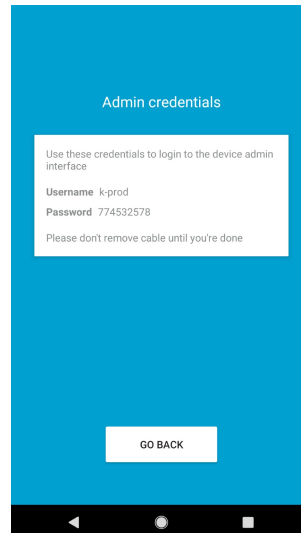 Admin credentials
Use these credentials to login to the device admin
interface
Username k-prod
Password 774532578
Please don't remove cable until you're done
GO BACK